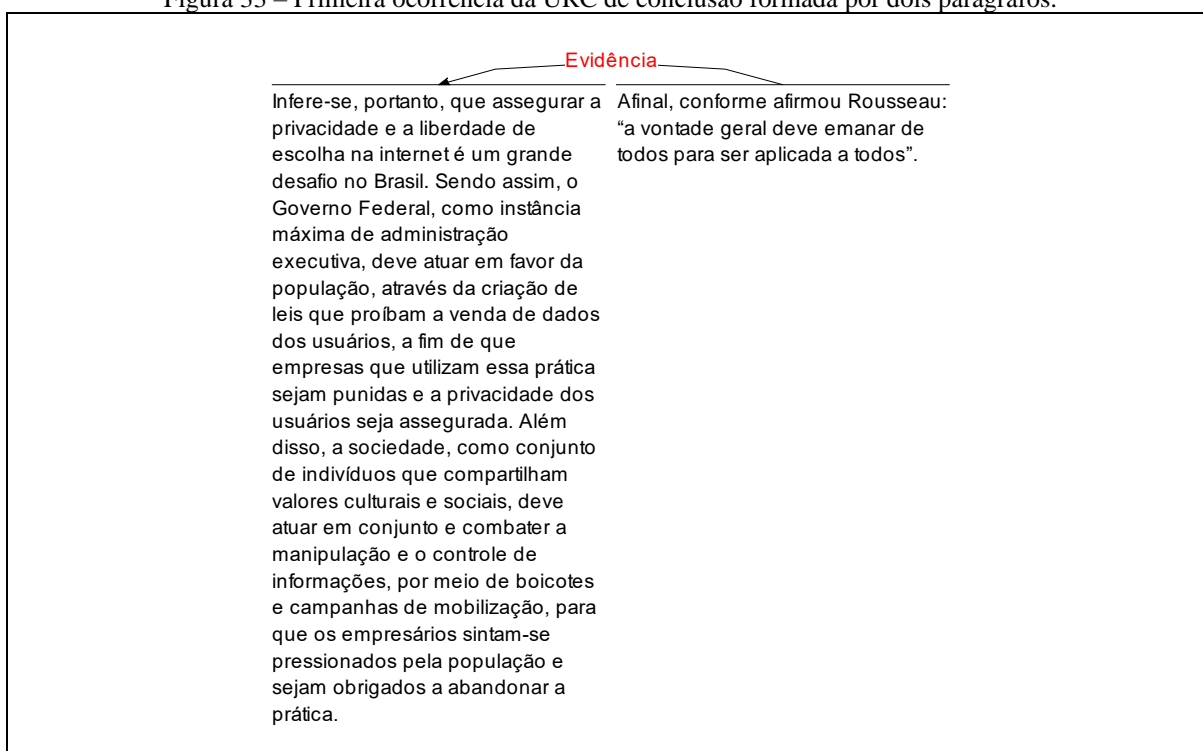 Figura 33 – Primeira ocorrência da URC de conclusão formada por dois parágrafos.
Evidência
Infere-se, portanto, que assegurar a
privacidade e a liberdade de
escolha na internet é um grande
desafio no Brasil. Sendo assim, o
Governo Federal, como instância
máxima de administração
executiva, deve atuar em favor da
população, através da criação de
leis que proíbam a venda de dados
dos usuários, a fim de que
empresas que utilizam essa prática
sejam punidas e a privacidade dos
usuários seja assegurada. Além
disso, a sociedade, como conjunto
de indivíduos que compartilham
valores culturais e sociais, deve
atuar em conjunto e combater a
manipulação e o controle de
informações, por meio de boicotes
e campanhas de mobilização, para
que os empresários sintam-se
pressionados pela população e
sejam obrigados a abandonar a
prática.
Afinal, conforme afirmou Rousseau:
“a vontade geral deve emanar de
todos para ser aplicada a todos”.